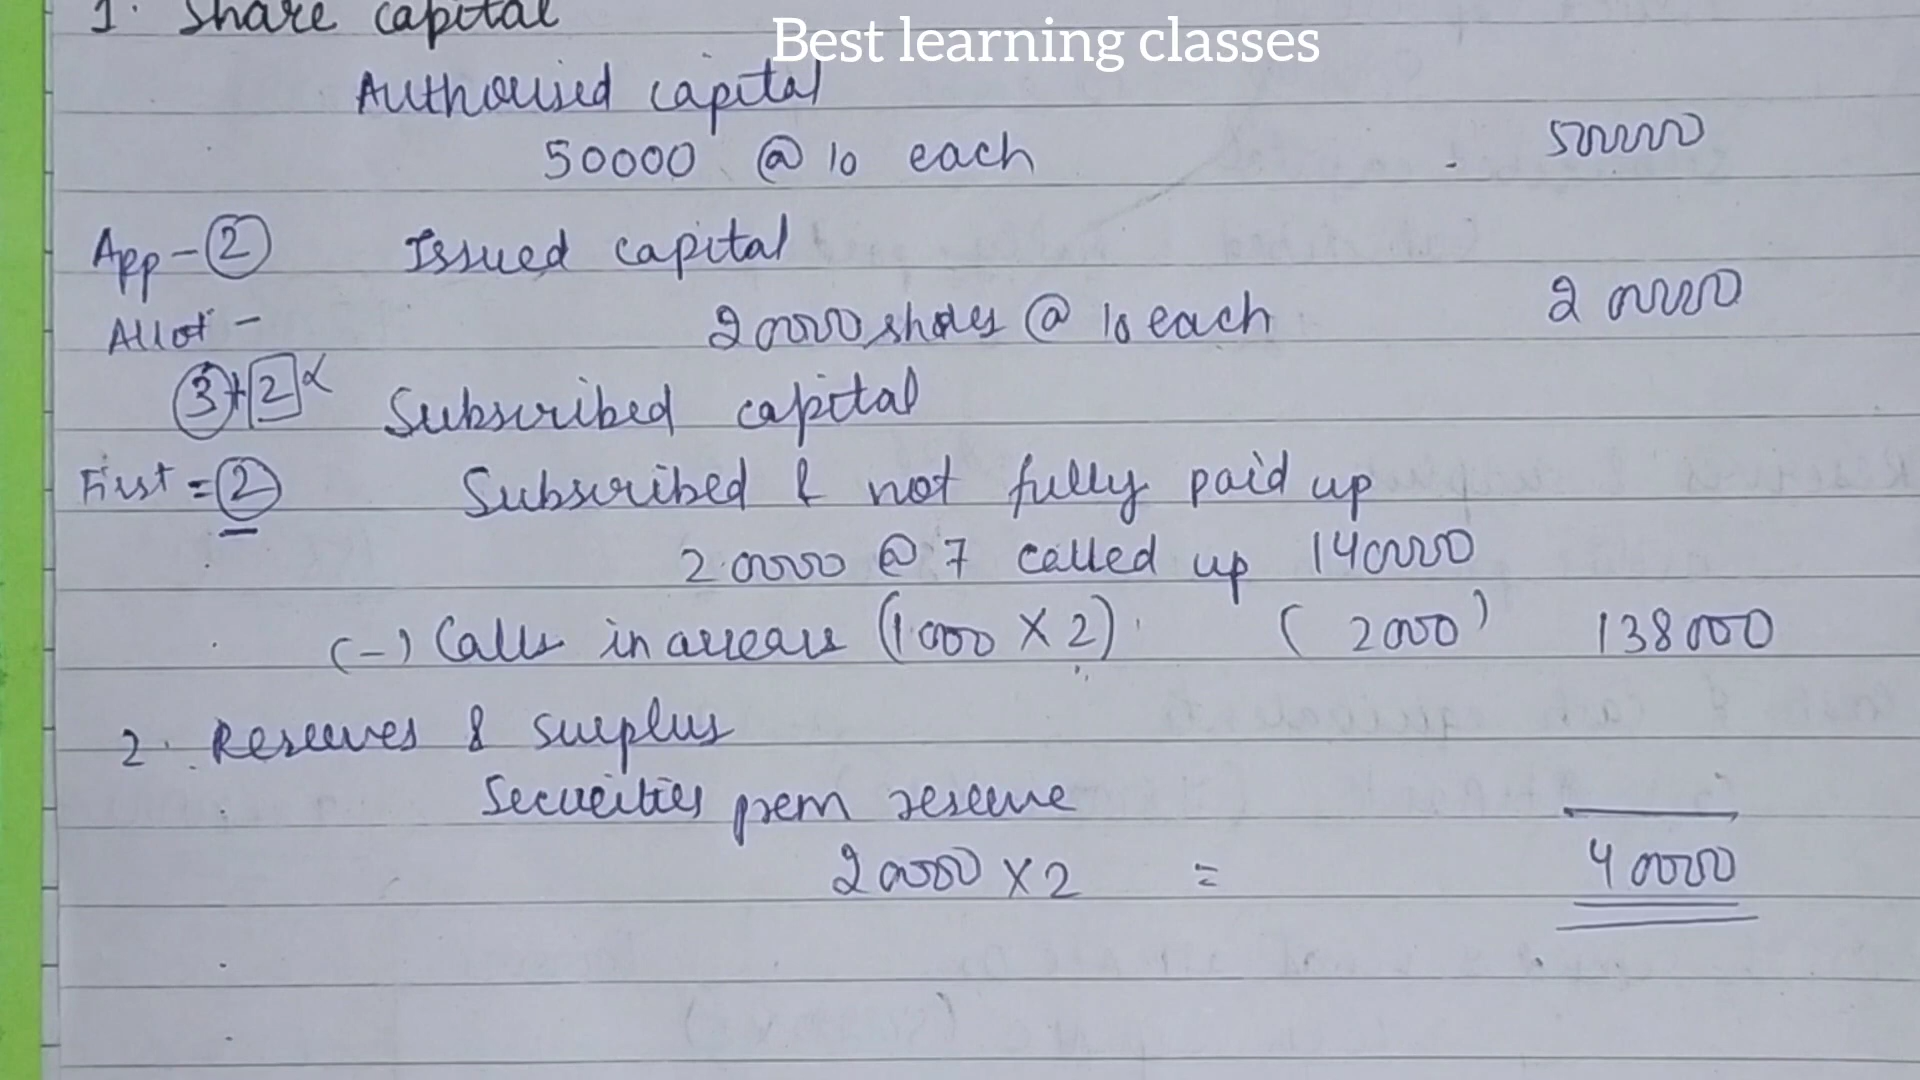 1. Share capital
Best learning classes
Authorised capital
50000 @ 10 each 500000
App - 2 Issued capital
Allot - 20000 shares @ 10 each 200000
3 + 2 Subscribed capital
First = 2 Subscribed & not fully paid up
20000 @ 7 called up 140000
(-) Calls in arrears (1000 X 2) (2000) 138000
2. Reserves & surplus
Securities prem reserve
20000 X 2 = 40000